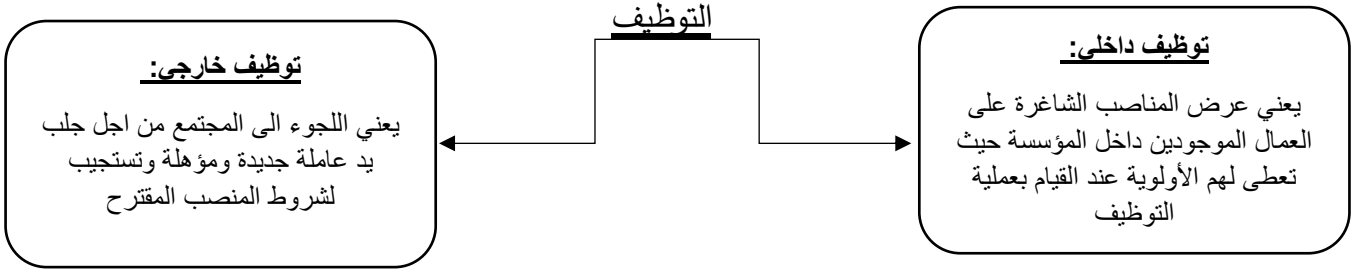 التوظيف
توظيف داخلي:
يعني عرض المناصب الشاغرة على
العمال الموجودين داخل المؤسسة حيث
تعطى لهم الأولوية عند القيام بعملية
التوظيف
توظيف خارجي:
يعني اللجوء الى المجتمع من اجل جلب
يد عاملة جديدة ومؤهلة وتستجيب
لشروط المنصب المقترح